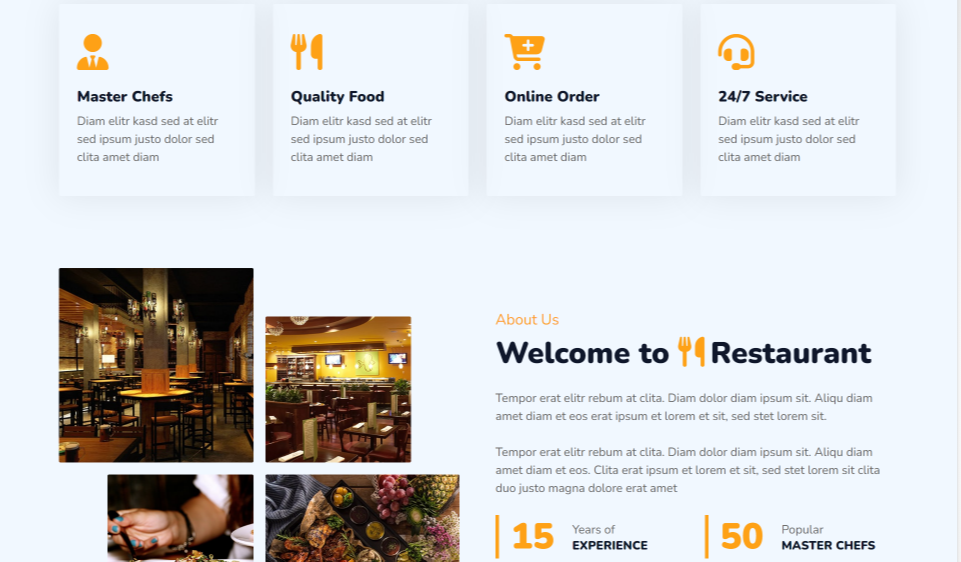 Master Chefs
Diam elitr kasd sed at elitr
sed ipsum justo dolor sed
clita amet diam
Quality Food
Diam elitr kasd sed at elitr
sed ipsum justo dolor sed
clita amet diam
Online Order
Diam elitr kasd sed at elitr
sed ipsum justo dolor sed
clita amet diam
24/7 Service
Diam elitr kasd sed at elitr
sed ipsum justo dolor sed
clita amet diam
About Us
Welcome to Restaurant
Tempor erat elitr rebum at clita. Diam dolor diam ipsum sit. Aliqu diam
amet diam et eos erat ipsum et lorem et sit, sed stet lorem sit.
Tempor erat elitr rebum at clita. Diam dolor diam ipsum sit. Aliqu diam
amet diam et eos. Clita erat ipsum et lorem et sit, sed stet lorem sit clita
duo justo magna dolore erat amet
15
Years of
EXPERIENCE
50
Popular
MASTER CHEFS